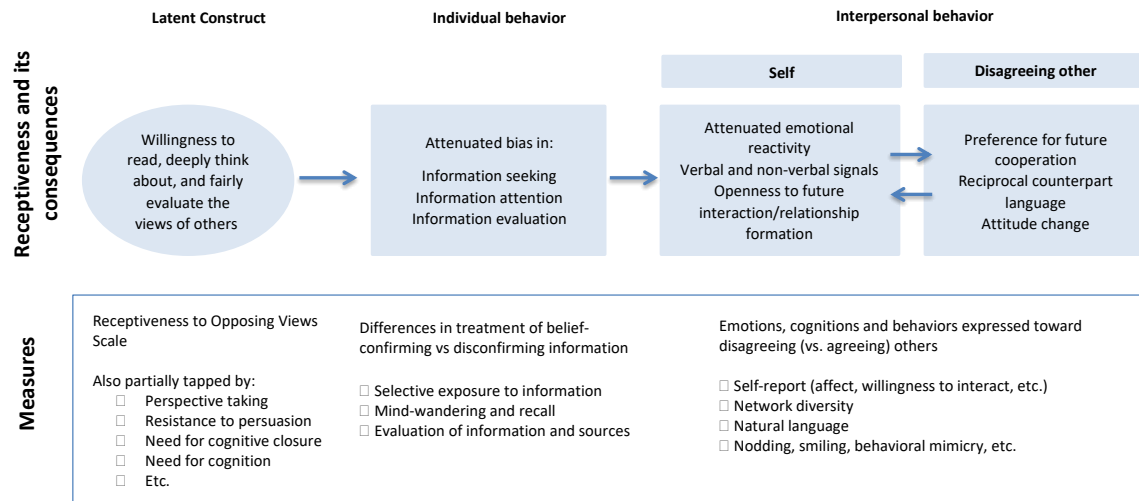 Latent Construct
Individual behavior
Interpersonal behavior
Receptiveness and its
consequences
Self
Disagreeing other
Willingness to
read, deeply think
about, and fairly
evaluate the
views of others
Attenuated bias in:
Information seeking
Information attention
Information evaluation
Attenuated emotional
reactivity
Verbal and non-verbal signals
Openness to future
interaction/relationship
formation
Preference for future
cooperation
Reciprocal counterpart
language
Attitude change
Measures
Receptiveness to Opposing Views
Scale
Also partially tapped by:
Perspective taking
Resistance to persuasion
Need for cognitive closure
Need for cognition
Etc.
Differences in treatment of belief-
confirming vs disconfirming information
Selective exposure to information
Mind-wandering and recall
Evaluation of information and sources
Emotions, cognitions and behaviors expressed toward
disagreeing (vs. agreeing) others
Self-report (affect, willingness to interact, etc.)
Network diversity
Natural language
Nodding, smiling, behavioral mimicry, etc.